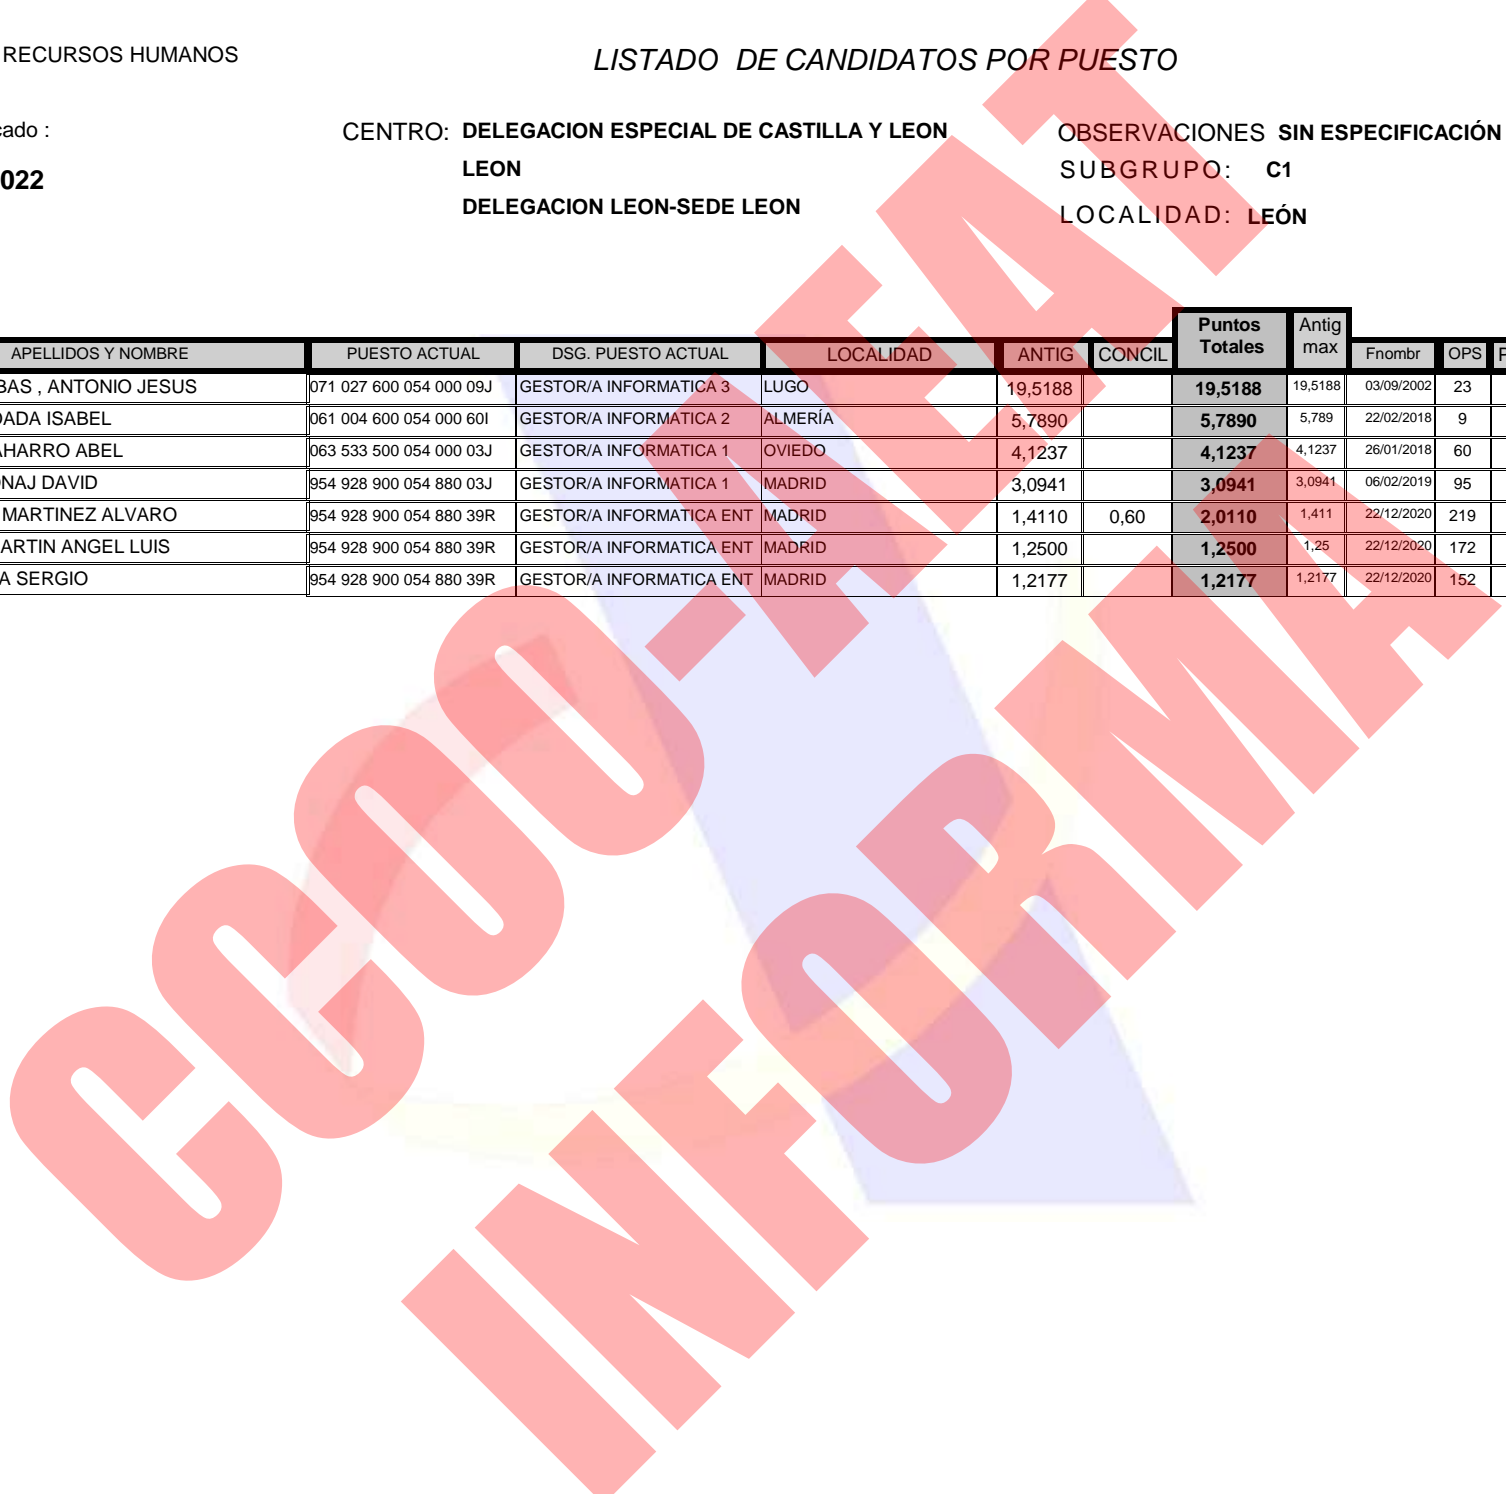 RECURSOS HUMANOS
LISTADO DE CANDIDATOS POR PUESTO
cado :
022
CENTRO: DELEGACION ESPECIAL DE CASTILLA Y LEON
LEON
DELEGACION LEON-SEDE LEON
OBSERVACIONES SIN ESPECIFICACIÓN
SUBGRUPO: C1
LOCALIDAD: LEÓN
APELLIDOS Y NOMBRE PUESTO ACTUAL DSG. PUESTO ACTUAL LOCALIDAD ANTIG CONCIL Puntos Totales Antig max Fnombr OPS P
BAS , ANTONIO JESUS 071 027 600 054 000 09J GESTOR/A INFORMATICA 3 LUGO 19,5188 19,5188 19,5188 03/09/2002 23
DADA ISABEL 061 004 600 054 000 60I GESTOR/A INFORMATICA 2 ALMERÍA 5,7890 5,7890 5,789 22/02/2018 9
AHARRO ABEL 063 533 500 054 000 03J GESTOR/A INFORMATICA 1 OVIEDO 4,1237 4,1237 4,1237 26/01/2018 60
ONAJ DAVID 954 928 900 054 880 03J GESTOR/A INFORMATICA 1 MADRID 3,0941 3,0941 3,0941 06/02/2019 95
MARTINEZ ALVARO 954 928 900 054 880 39R GESTOR/A INFORMATICA ENT MADRID 1,4110 0,60 2,0110 1,411 22/12/2020 219
ARTIN ANGEL LUIS 954 928 900 054 880 39R GESTOR/A INFORMATICA ENT MADRID 1,2500 1,2500 1,25 22/12/2020 172
A SERGIO 954 928 900 054 880 39R GESTOR/A INFORMATICA ENT MADRID 1,2177 1,2177 1,2177 22/12/2020 152
CCOO-AEAT
INFORMA